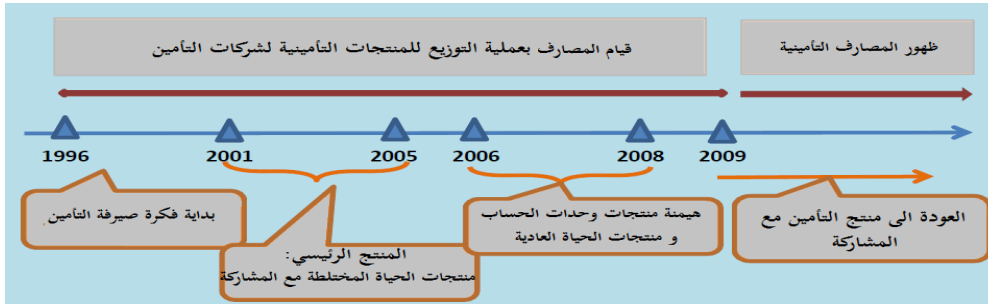 قيام المصارف بعملية التوزيع للمنتجات التأمينية لشركات التأمين
ظهور المصارف التأمينية
1996
2001
2005
2006
2008
2009
بداية فكرة صيرفة التأمين
المنتج الرئيسي:
منتجات الحياة المختلطة مع المشاركة
هيمنة منتجات وحدات الحساب
و منتجات الحياة العادية
العودة الى منتج التأمين مع
المشاركة